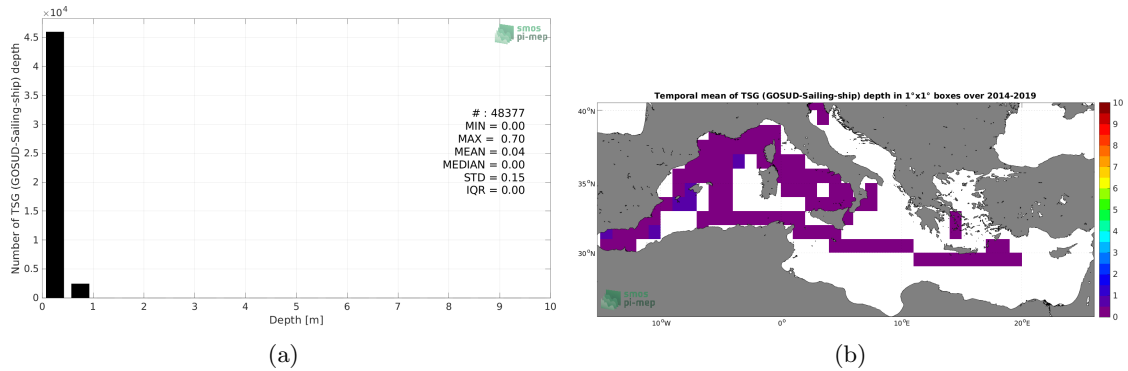 ×10⁴
4.5
4
3.5
3
2.5
2
1.5
1
0.5
0
Number of TSG (GOSUD-Sailing-ship) depth
smos
pi-mep
# : 48377
MIN = 0.00
MAX = 0.70
MEAN = 0.04
MEDIAN = 0.00
STD = 0.15
IQR = 0.00
0 1 2 3 4 5 6 7 8 9 10
Depth [m]
(a)
Temporal mean of TSG (GOSUD-Sailing-ship) depth in 1°x1° boxes over 2014-2019
40°N
35°N
30°N
10°W 0° 10°E 20°E
smos
pi-mep
10
9
8
7
6
5
4
3
2
1
0
(b)